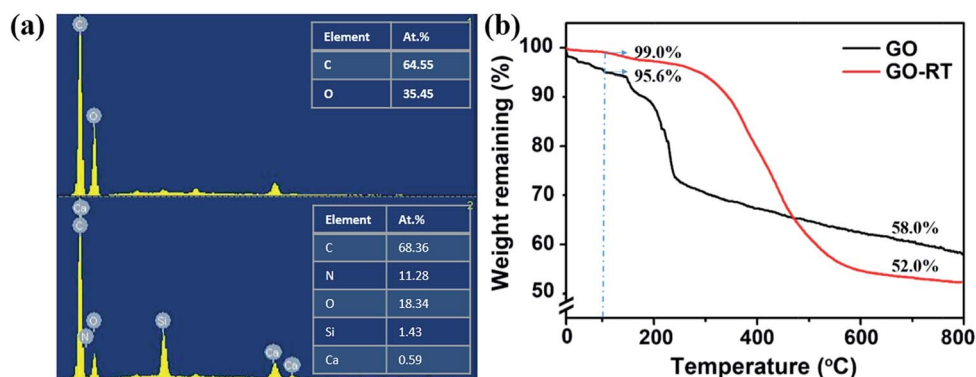 (a)
1
C
O
Element At.%
C 64.55
O 35.45
2
Ca
C
N
O
Si
Ca
Ca
Element At.%
C 68.36
N 11.28
O 18.34
Si 1.43
Ca 0.59
(b)
Weight remaining (%)
100
90
80
70
60
50
99.0%
95.6%
GO
GO-RT
58.0%
52.0%
0 200 400 600 800
Temperature (°C)